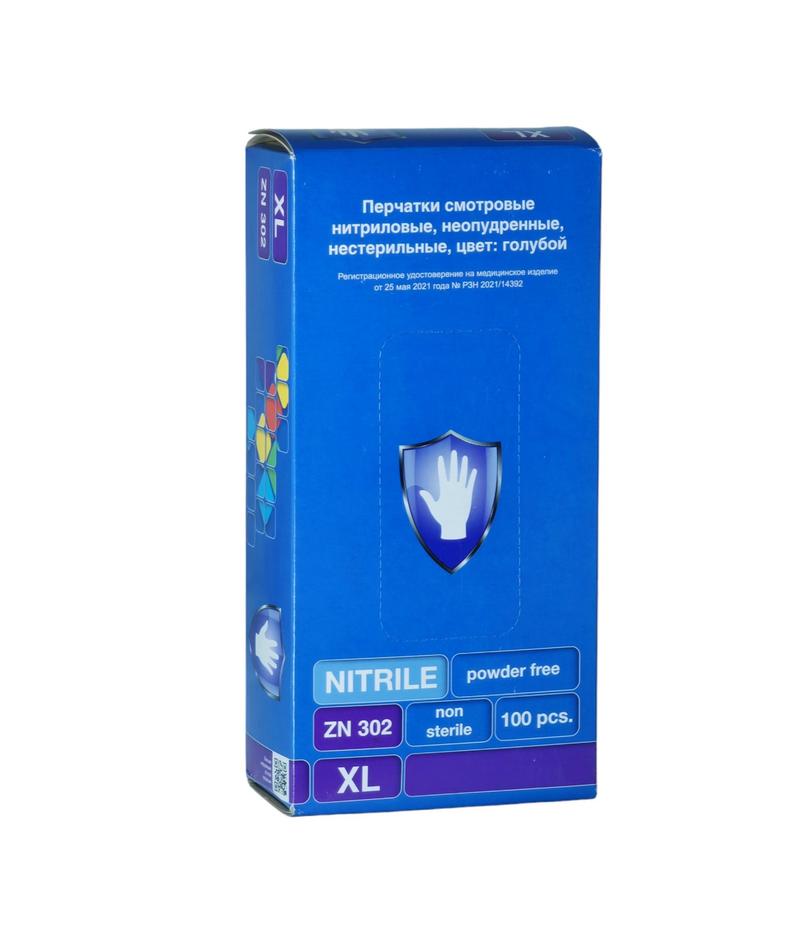 XL
Перчатки смотровые
нитриловые, неопудренные,
нестерильные, цвет: голубой
Регистрационное удостоверение на медицинское изделие
от 25 мая 2021 года № РЗН 2021/14392
XL
ZN 302
NITRILE
powder free
ZN 302
non
sterile
100 pcs.
XL